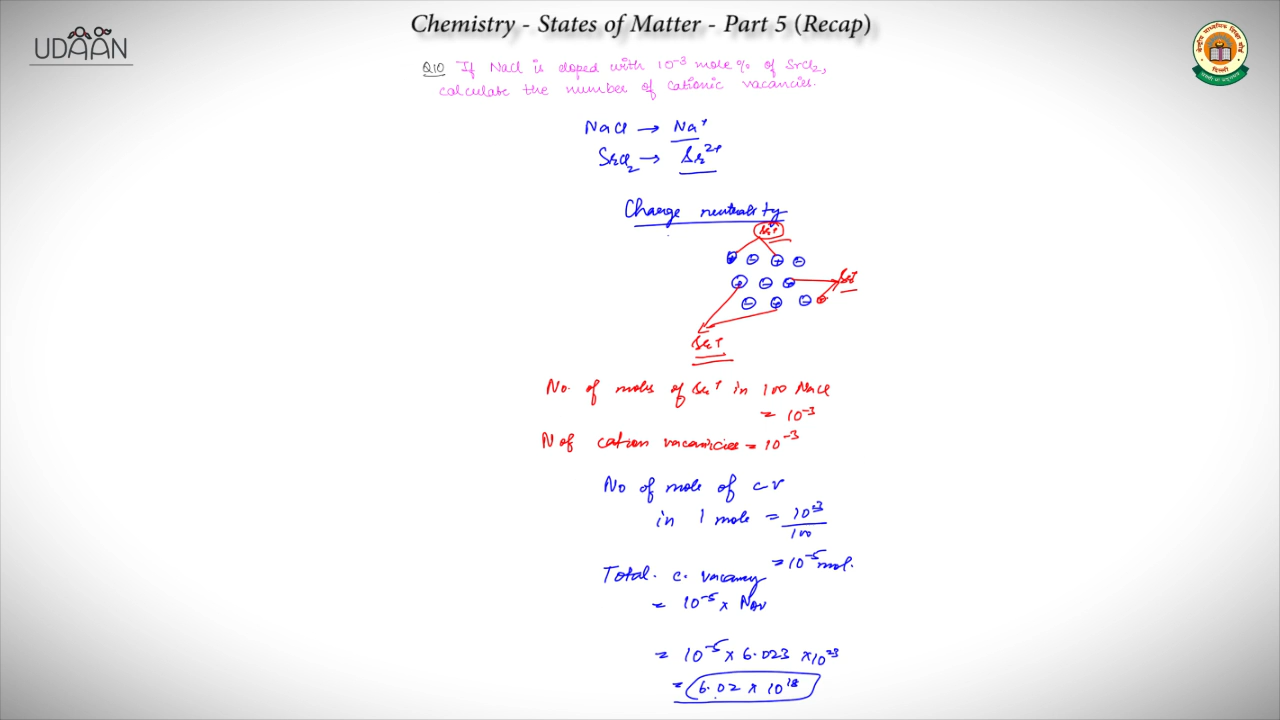 Chemistry - States of Matter - Part 5 (Recap)
UDAAN
Q10 If NaCl is doped with 10⁻³ mole % of SrCl₂,
calculate the number of cationic vacancies.
NaCl → Na⁺
SrCl₂ → Sr²⁺
Charge neutrality
Sr²⁺
Sr²⁺
Sr²⁺
No. of moles of Sr²⁺ in 100 NaCl
= 10⁻³
N of cation vacancies = 10⁻³
No of mole of c v
in 1 mole = 10⁻³
100
= 10⁻⁵ mol.
Total. c. vacancy
= 10⁻⁵ × NAV
= 10⁻⁵ × 6.023 × 10²³
= 6.02 × 10¹⁸